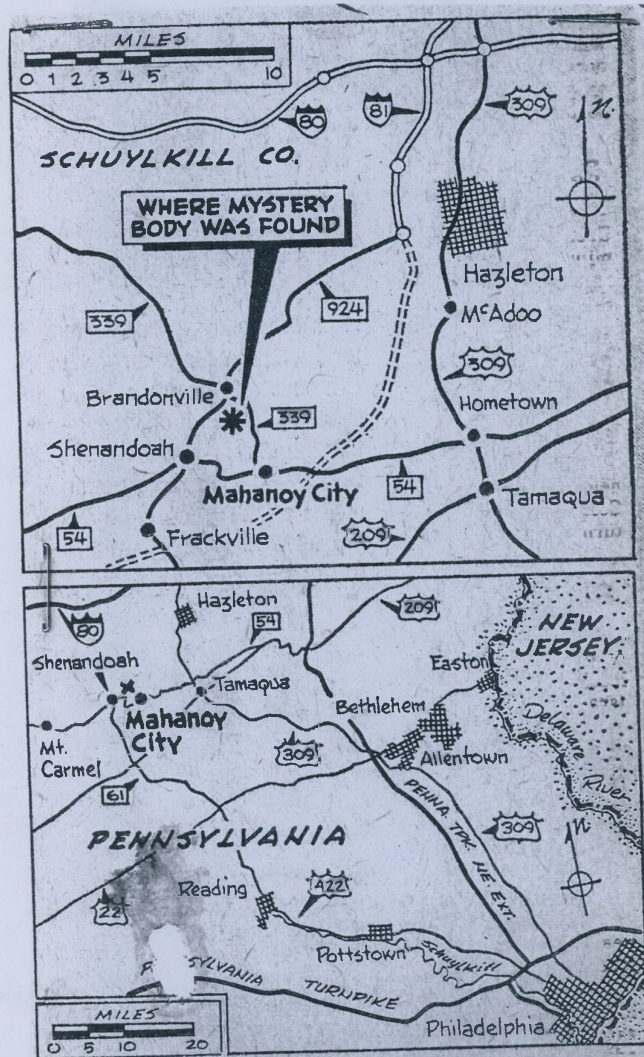 MILES
0 1 2 3 4 5 10
80
81
309
n.
SCHUYLKILL CO.
WHERE MYSTERY
BODY WAS FOUND
Hazleton
924
McAdoo
339
309
Brandonville
339
Hometown
Shenandoah
Mahanoy City
54
Tamaqua
54
Frackville
209
Hazleton
209
80
54
NEW
JERSEY
Shenandoah
Easton
Tamaqua
Bethlehem
Mahanoy
City
Delaware
River
Mt.
Carmel
309
Allentown
61
PENNA. TPK. NE. EXT.
309
n.
PENNSYLVANIA
Reading
422
22
Pottstown
Schuylkill
SYLVANIA TURNPIKE
MILES
0 5 10 20
Philadelphia